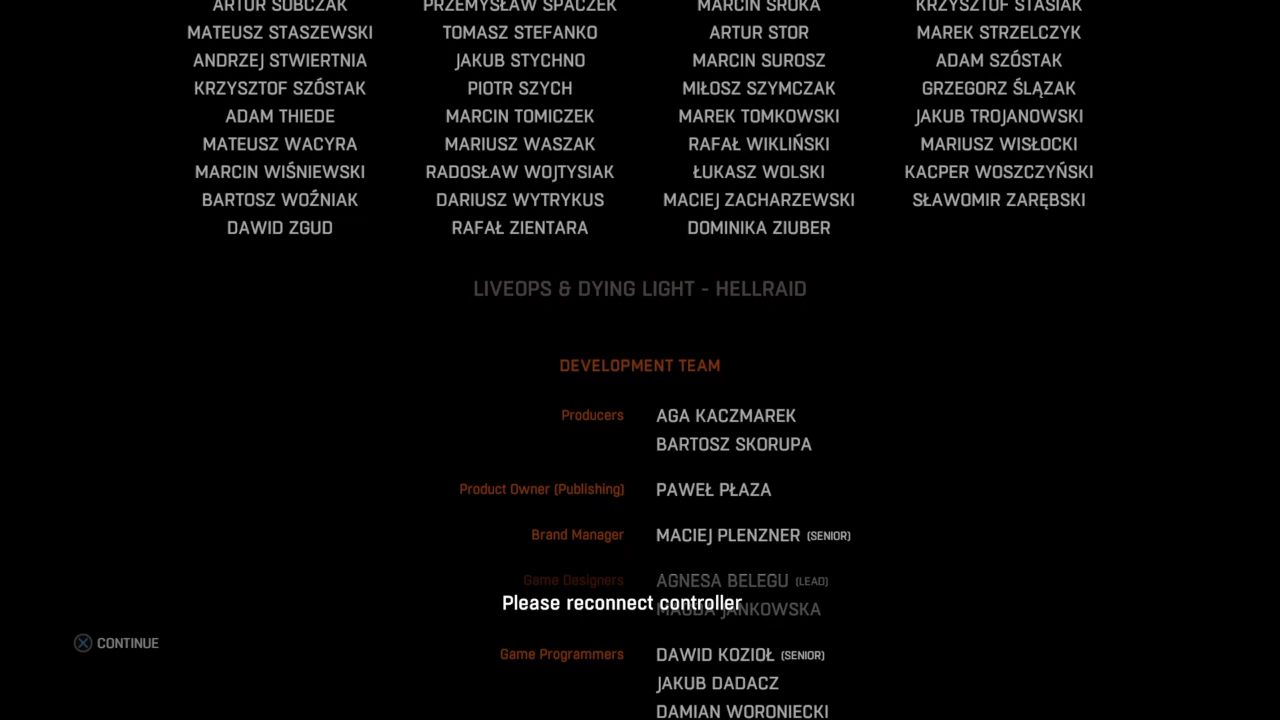 ARTUR SOBCZAK PRZEMYSŁAW SPACZEK MARCIN SROKA KRZYSZTOF STASIAK
MATEUSZ STASZEWSKI TOMASZ STEFANKO ARTUR STOR MAREK STRZELCZYK
ANDRZEJ STWIERTNIA JAKUB STYCHNO MARCIN SUROSZ ADAM SZÓSTAK
KRZYSZTOF SZÓSTAK PIOTR SZYCH MIŁOSZ SZYMCZAK GRZEGORZ ŚLĄZAK
ADAM THIEDE MARCIN TOMICZEK MAREK TOMKOWSKI JAKUB TROJANOWSKI
MATEUSZ WACYRA MARIUSZ WASZAK RAFAŁ WIKLIŃSKI MARIUSZ WISŁOCKI
MARCIN WIŚNIEWSKI RADOSŁAW WOJTYSIAK ŁUKASZ WOLSKI KACPER WOSZCZYŃSKI
BARTOSZ WOŹNIAK DARIUSZ WYTRYKUS MACIEJ ZACHARZEWSKI SŁAWOMIR ZARĘBSKI
DAWID ZGUD RAFAŁ ZIENTARA DOMINIKA ZIUBER
LIVEOPS & DYING LIGHT - HELLRAID
DEVELOPMENT TEAM
Producers AGA KACZMAREK
BARTOSZ SKORUPA
Product Owner (Publishing) PAWEŁ PŁAZA
Brand Manager MACIEJ PLENZNER (SENIOR)
Game Designers AGNESA BELEGU (LEAD)
Please reconnect controller
MAGDA JANKOWSKA
CONTINUE
Game Programmers DAWID KOZIOŁ (SENIOR)
JAKUB DADACZ
DAMIAN WORONIECKI